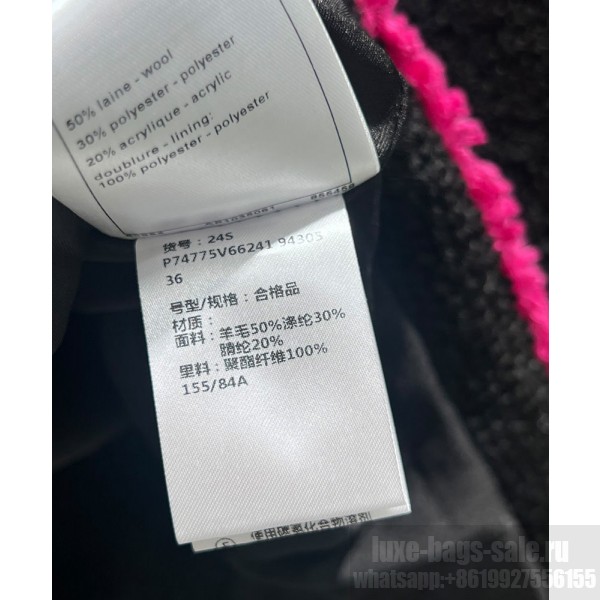 50% laine - wool
30% polyester - polyester
20% acrylique - acrylic
doublure - lining:
100% polyester - polyester
856458
货号：24S
P74775V66241 94305
36
号型/规格：合格品
材质：
面料：羊毛50%涤纶30%
腈纶20%
里料：聚酯纤维100%
155/84A
luxe-bags-sale.ru
whatsapp:+8619927556155